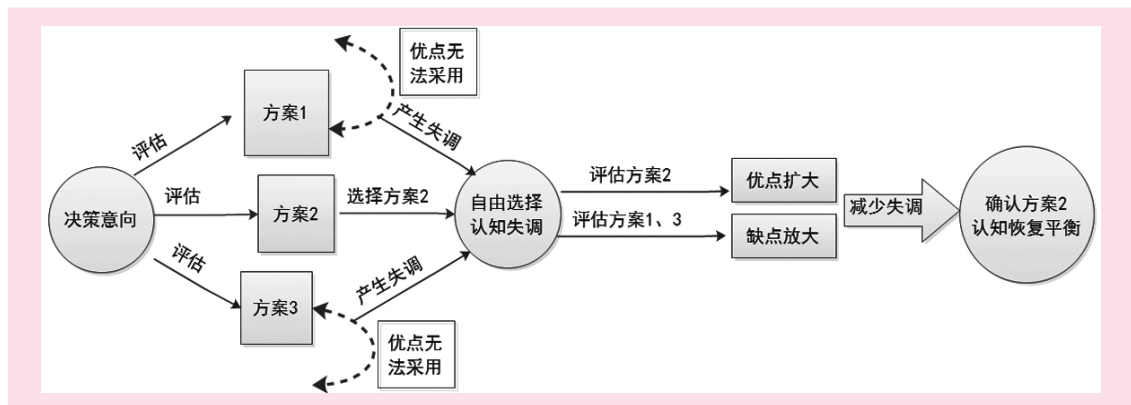 优点无
法采用
方案1
评估
产生失调
决策意向
评估
方案2
选择方案2
自由选择
认知失调
评估方案2
优点扩大
评估方案1、3
缺点放大
减少失调
确认方案2
认知恢复平衡
评估
方案3
产生失调
优点无
法采用